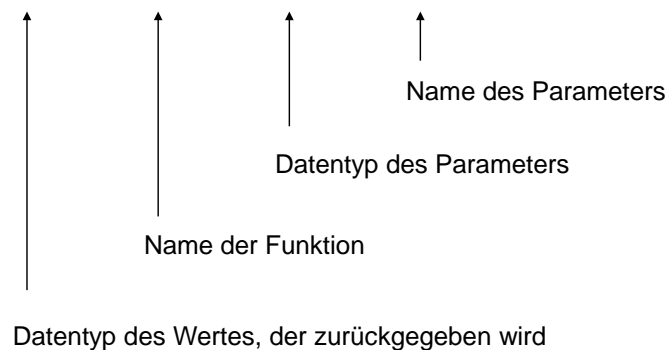 Name des Parameters
Datentyp des Parameters
Name der Funktion
Datentyp des Wertes, der zurückgegeben wird